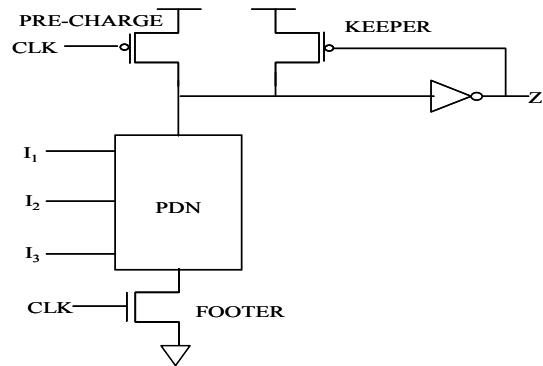 PRE-CHARGE
KEEPER
CLK
Z
I1
I2
PDN
I3
CLK
FOOTER